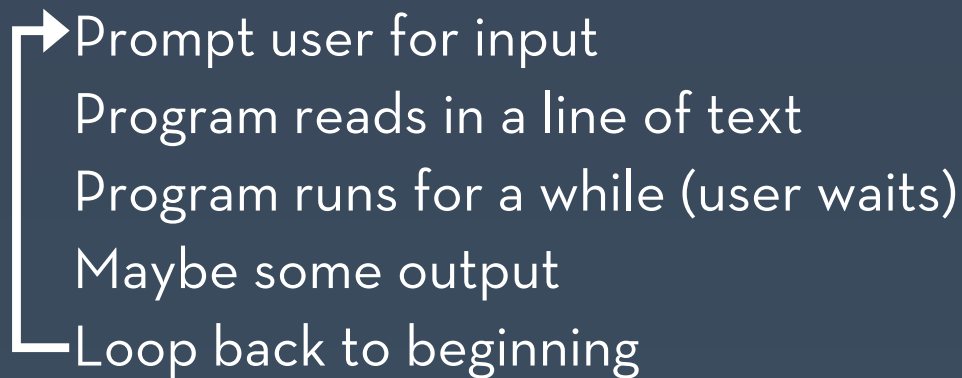 Prompt user for input
Program reads in a line of text
Program runs for a while (user waits)
Maybe some output
Loop back to beginning